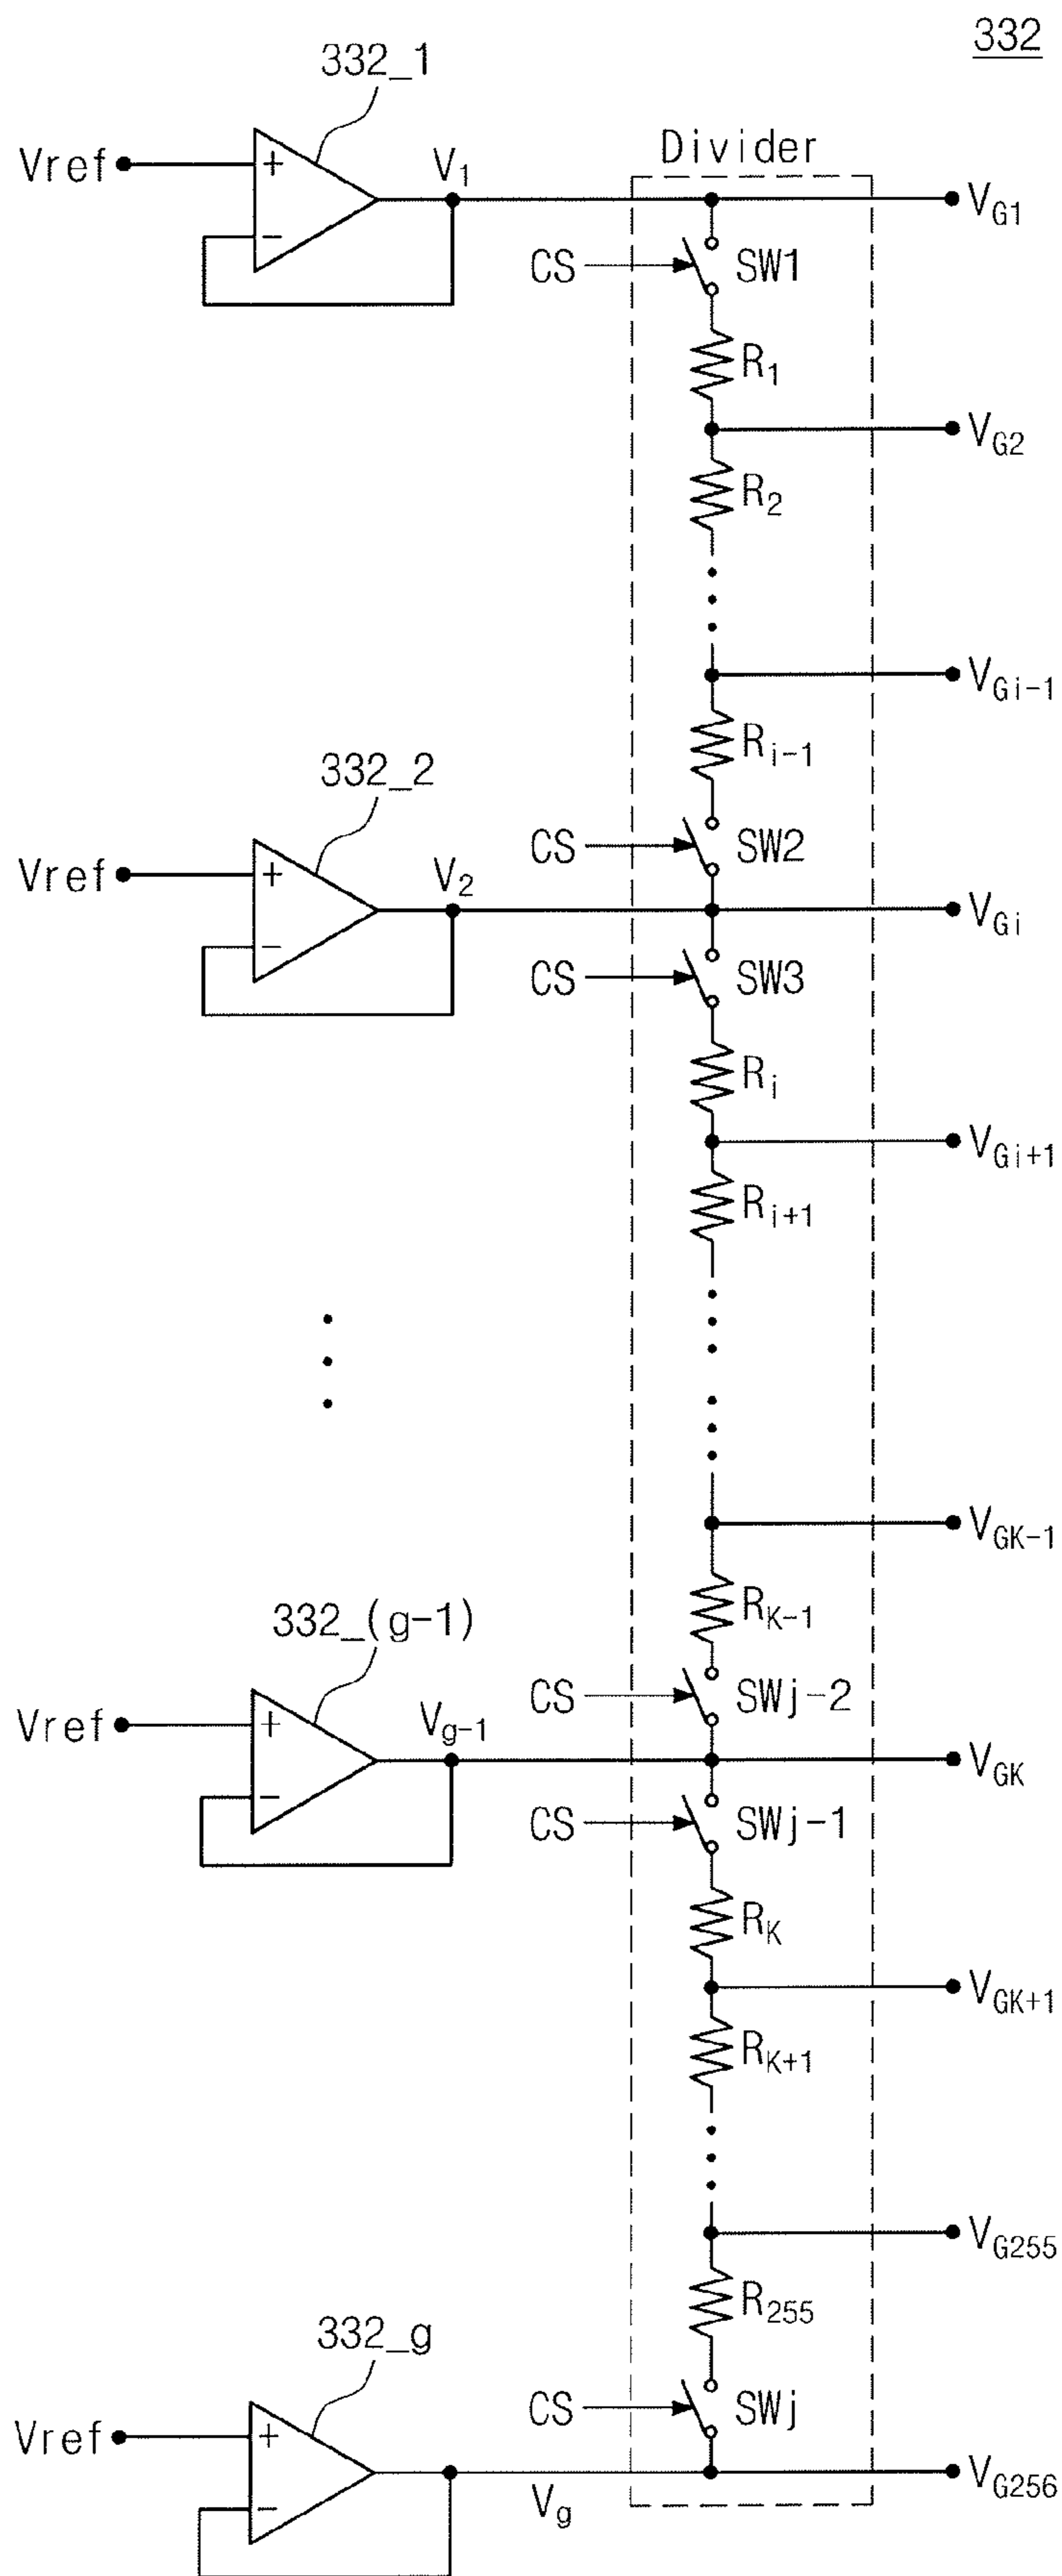 332
332_1
Divider
Vref
+
−
V1
VG1
CS
SW1
R1
VG2
R2
VGi-1
Ri-1
332_2
CS
SW2
Vref
+
−
V2
VGi
CS
SW3
Ri
VGi+1
Ri+1
VGK-1
RK-1
332_(g-1)
CS
SWj-2
Vref
+
−
Vg-1
VGK
CS
SWj-1
RK
VGK+1
RK+1
VG255
R255
332_g
CS
SWj
Vref
+
−
Vg
VG256